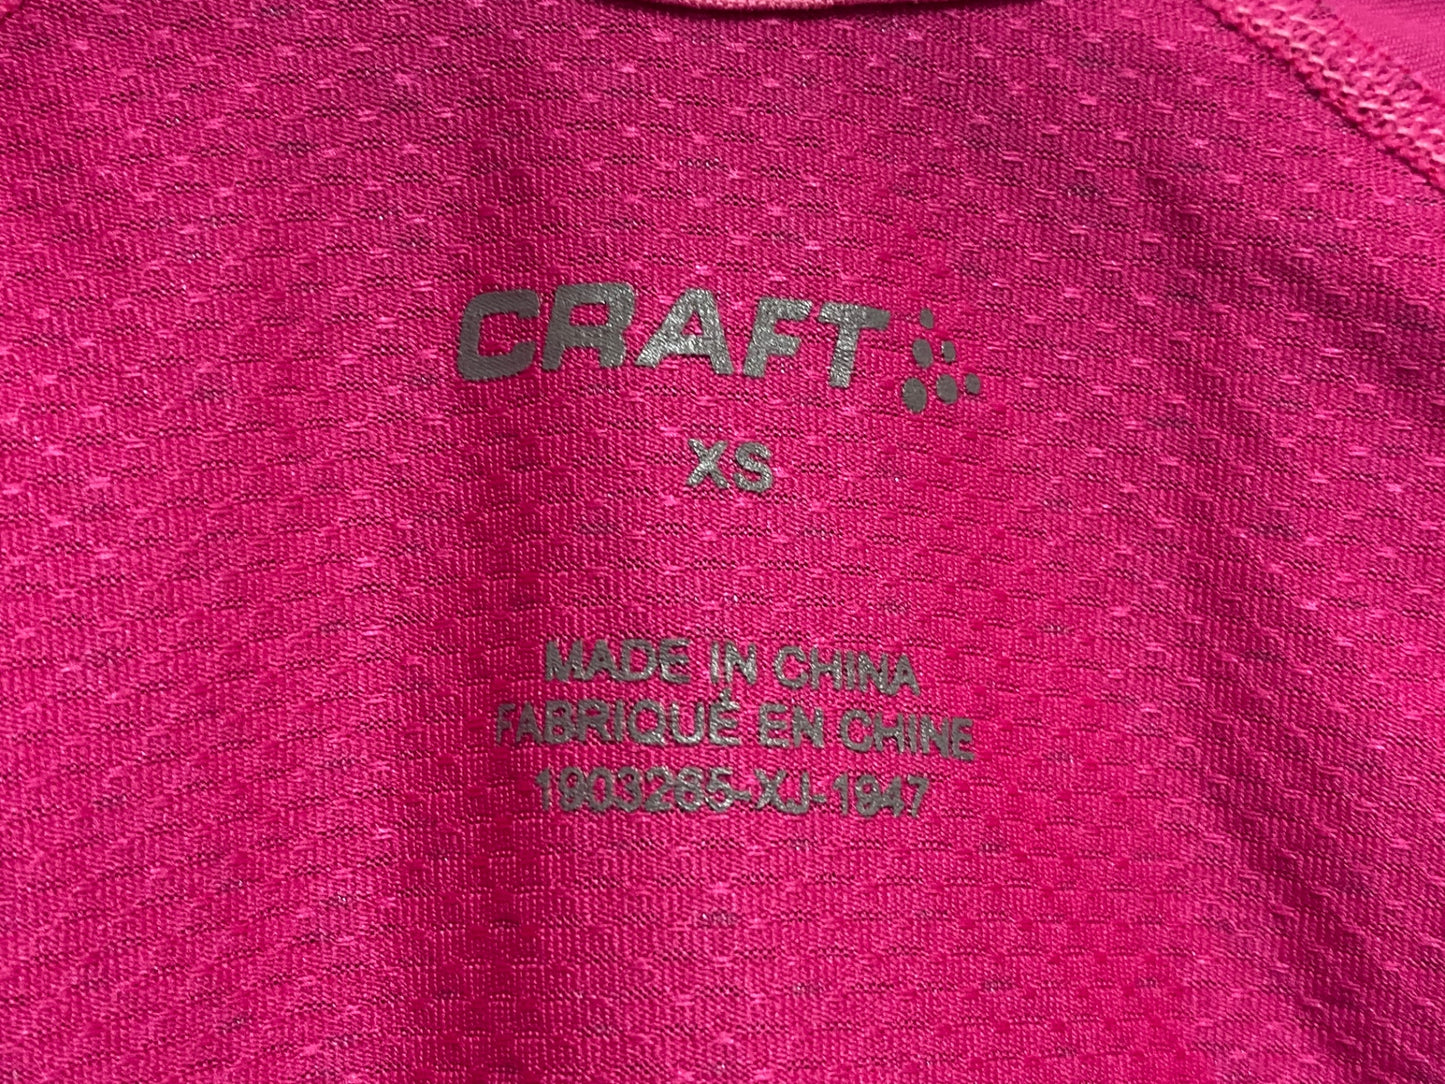 CRAFT
XS
MADE IN CHINA
FABRIQUÉ EN CHINE
1903265-XJ-1947